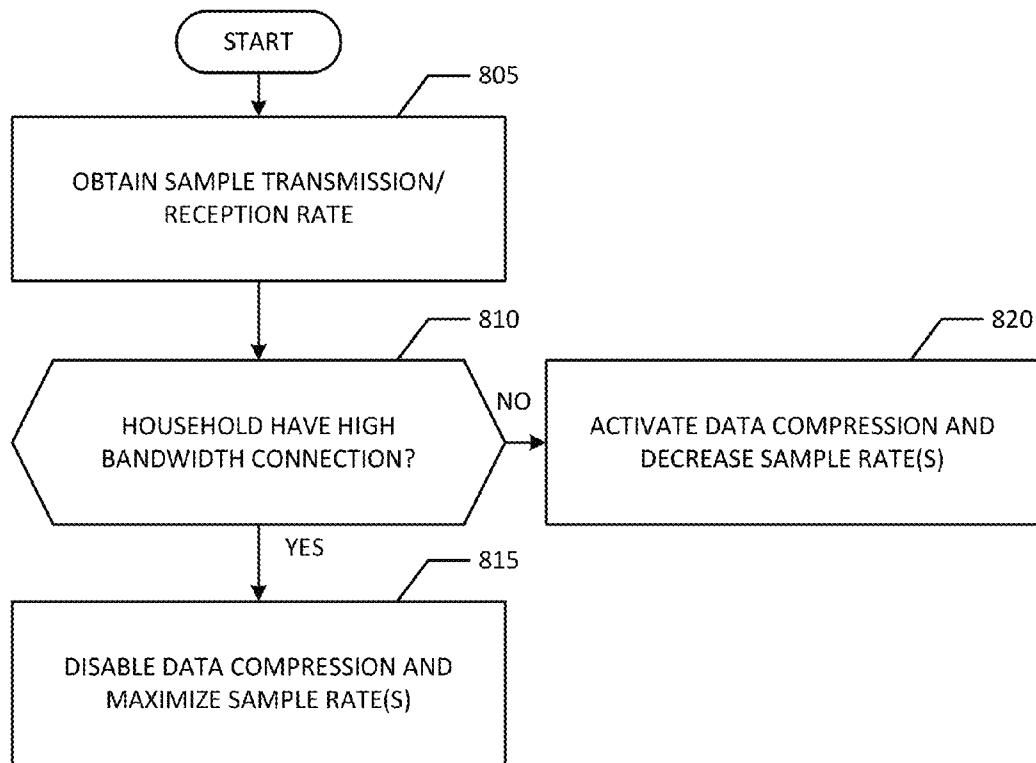 START
805
OBTAIN SAMPLE TRANSMISSION/
RECEPTION RATE
810
HOUSEHOLD HAVE HIGH
BANDWIDTH CONNECTION?
NO
820
ACTIVATE DATA COMPRESSION AND
DECREASE SAMPLE RATE(S)
YES
815
DISABLE DATA COMPRESSION AND
MAXIMIZE SAMPLE RATE(S)